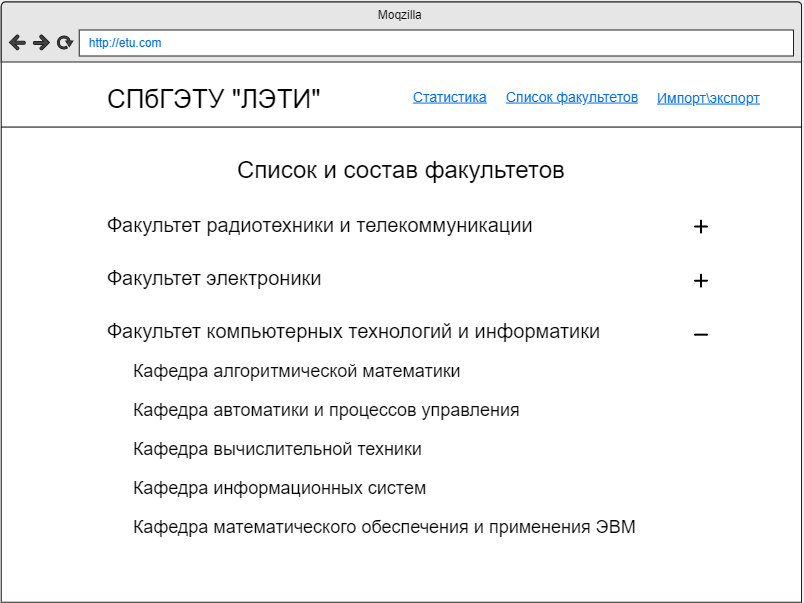 Moqzilla
http://etu.com
СПбГЭТУ "ЛЭТИ"
Статистика
Список факультетов
Импорт\экспорт
Список и состав факультетов
Факультет радиотехники и телекоммуникации
Факультет электроники
Факультет компьютерных технологий и информатики
Кафедра алгоритмической математики
Кафедра автоматики и процессов управления
Кафедра вычислительной техники
Кафедра информационных систем
Кафедра математического обеспечения и применения ЭВМ